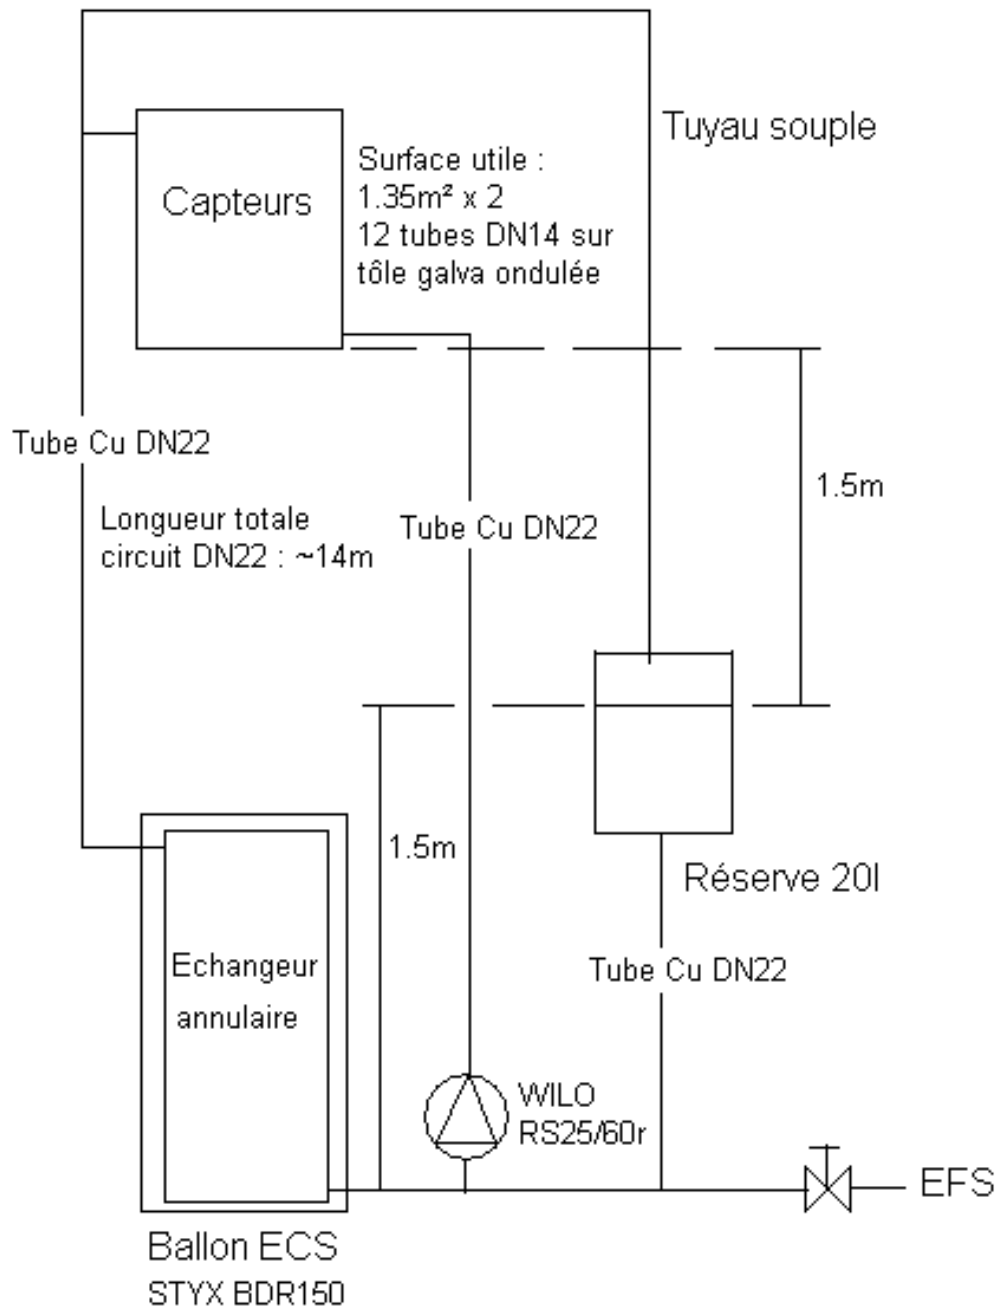 Tuyau souple
Capteurs
Surface utile :
1.35m² x 2
12 tubes DN14 sur
tôle galva ondulée
Tube Cu DN22
Longueur totale
circuit DN22 : ~14m
Tube Cu DN22
1.5m
1.5m
Réserve 20l
Tube Cu DN22
Echangeur
annulaire
WILO
RS25/60r
EFS
Ballon ECS
STYX BDR150